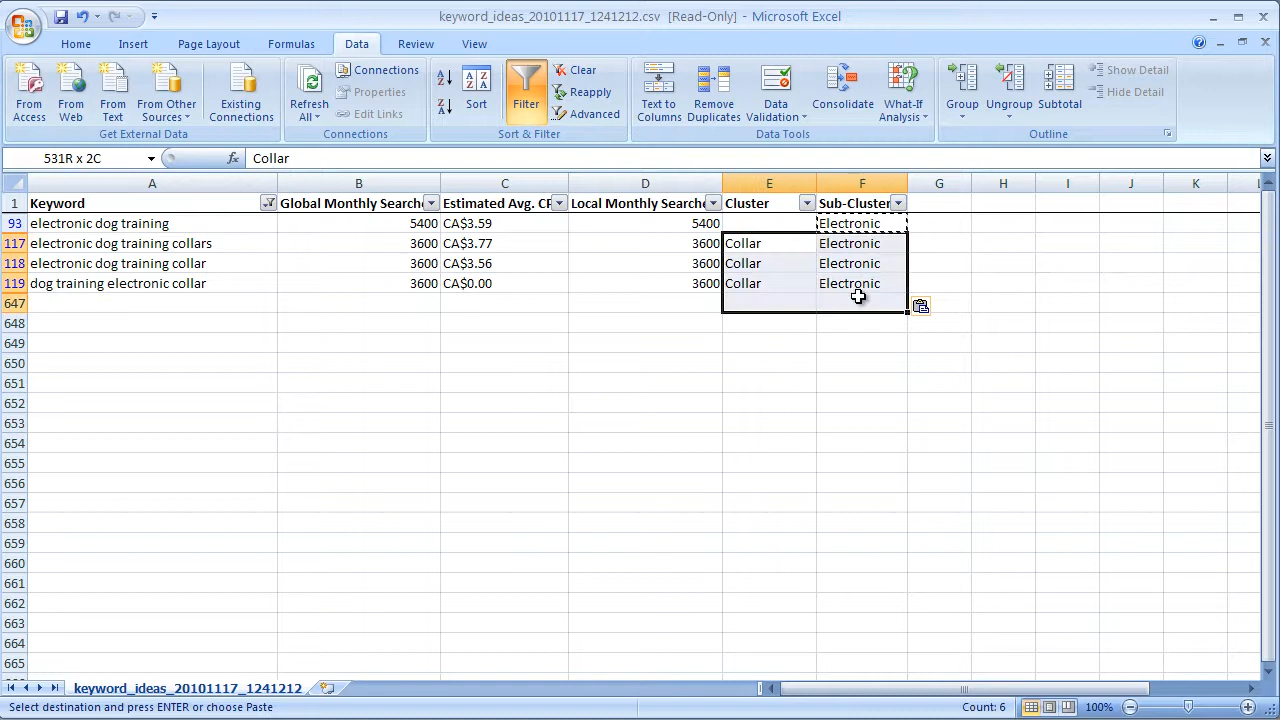 keyword_ideas_20101117_1241212.csv [Read-Only] - Microsoft Excel
Home Insert Page Layout Formulas Data Review View
From Access
From Web
From Text
From Other Sources
Existing Connections
Get External Data
Refresh All
Connections
Properties
Edit Links
Connections
Sort
Filter
Clear
Reapply
Advanced
Sort & Filter
Text to Columns
Remove Duplicates
Data Validation
Consolidate
What-If Analysis
Data Tools
Group
Ungroup
Subtotal
Show Detail
Hide Detail
Outline
531R x 2C fx Collar
A B C D E F G H I J K L
1 Keyword Global Monthly Searche Estimated Avg. CF Local Monthly Searche Cluster Sub-Cluster
93 electronic dog training 5400 CA$3.59 5400 Electronic
117 electronic dog training collars 3600 CA$3.77 3600 Collar Electronic
118 electronic dog training collar 3600 CA$3.56 3600 Collar Electronic
119 dog training electronic collar 3600 CA$0.00 3600 Collar Electronic
647
648
649
650
651
652
653
654
655
656
657
658
659
660
661
662
663
664
665
keyword_ideas_20101117_1241212
Select destination and press ENTER or choose Paste Count: 6 100%